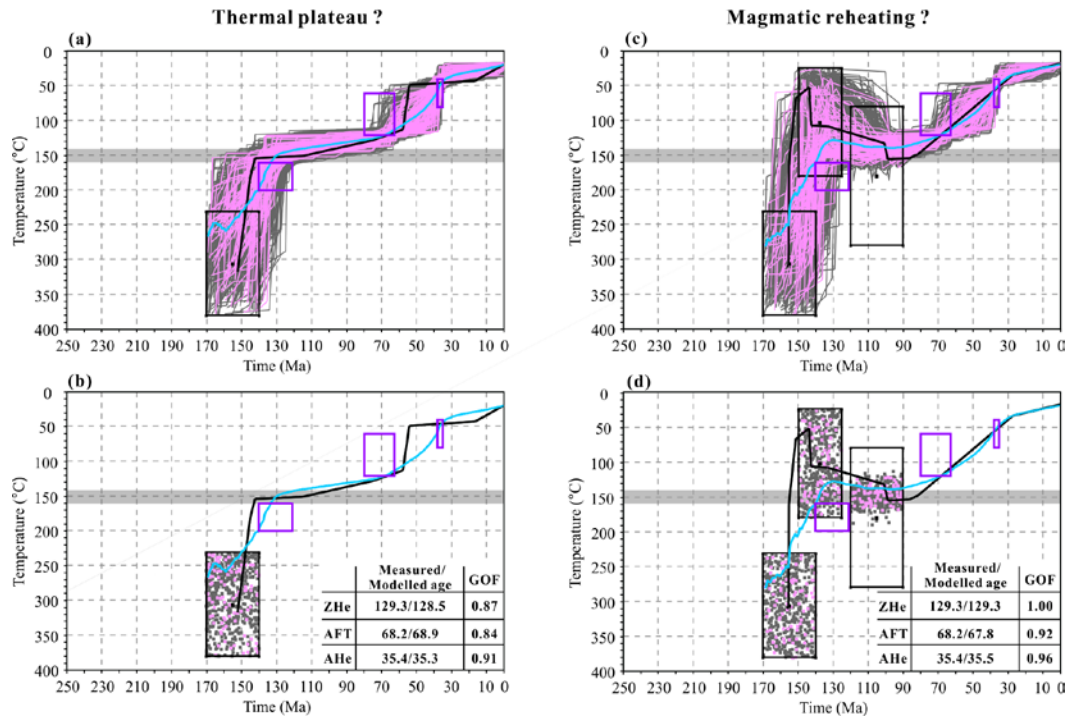 Thermal plateau ?
Magmatic reheating ?
(a)
Temperature (°C)
0
50
100
150
200
250
300
350
400
250 230 210 190 170 150 130 110 90 70 50 30 10 0
Time (Ma)
(c)
Temperature (°C)
0
50
100
150
200
250
300
350
400
250 230 210 190 170 150 130 110 90 70 50 30 10 0
Time (Ma)
(b)
Temperature (°C)
0
50
100
150
200
250
300
350
400
Measured/ Modelled age GOF
ZHe 129.3/128.5 0.87
AFT 68.2/68.9 0.84
AHe 35.4/35.3 0.91
250 230 210 190 170 150 130 110 90 70 50 30 10 0
Time (Ma)
(d)
Temperature (°C)
0
50
100
150
200
250
300
350
400
Measured/ Modelled age GOF
ZHe 129.3/129.3 1.00
AFT 68.2/67.8 0.92
AHe 35.4/35.5 0.96
250 230 210 190 170 150 130 110 90 70 50 30 10 0
Time (Ma)